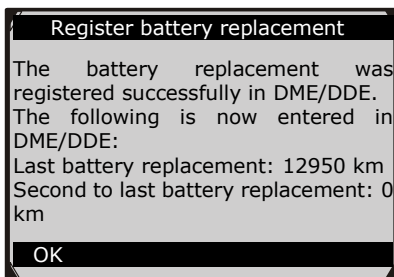 Register battery replacement
The battery replacement was
registered successfully in DME/DDE.
The following is now entered in
DME/DDE:
Last battery replacement: 12950 km
Second to last battery replacement: 0
km
OK